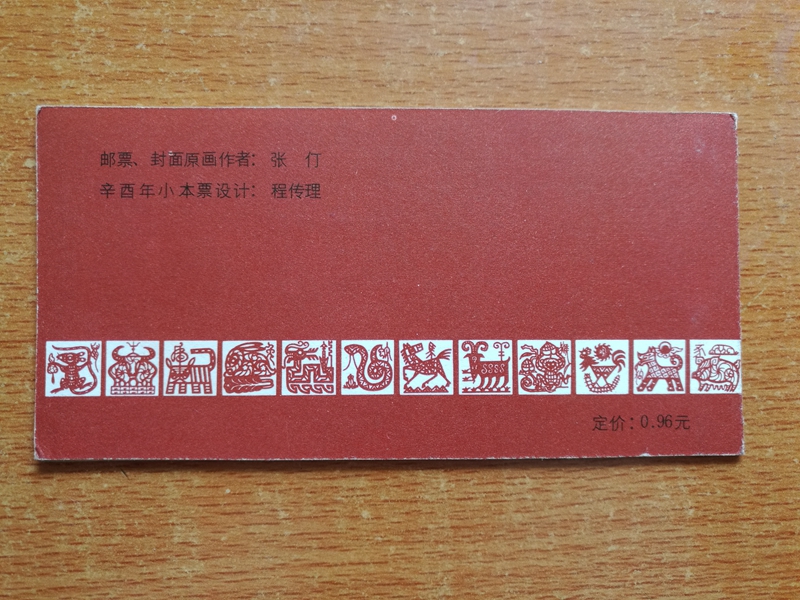 邮票、封面原画作者： 张 仃
辛酉年小本票设计： 程传理
定价：0.96元